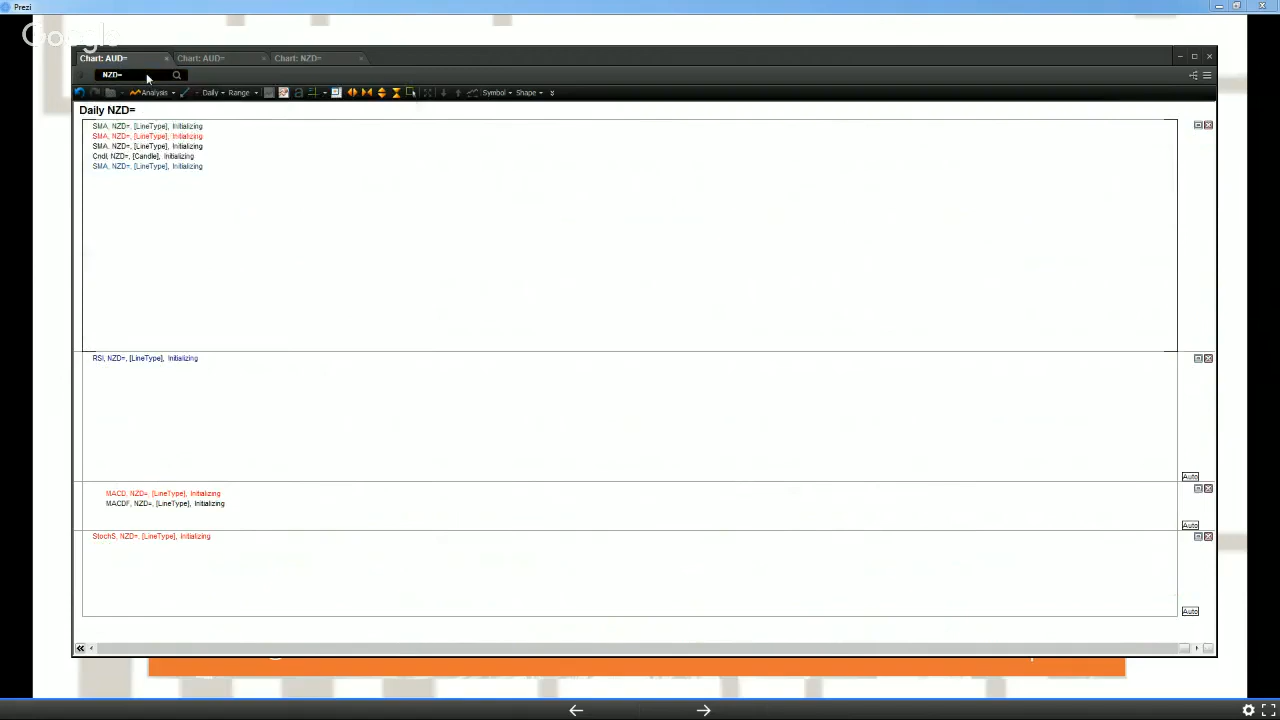 Prezi
Google
Chart: AUD= Chart: AUD= Chart: NZD=
NZD=
Analysis Daily Range Symbol Shape
Daily NZD=
SMA, NZD=, [LineType], Initializing
SMA, NZD=, [LineType], Initializing
SMA, NZD=, [LineType], Initializing
Cndl, NZD=, [Candle], Initializing
SMA, NZD=, [LineType], Initializing
RSI, NZD=, [LineType], Initializing
Auto
MACD, NZD=, [LineType], Initializing
MACDF, NZD=, [LineType], Initializing
Auto
StochS, NZD=, [LineType], Initializing
Auto